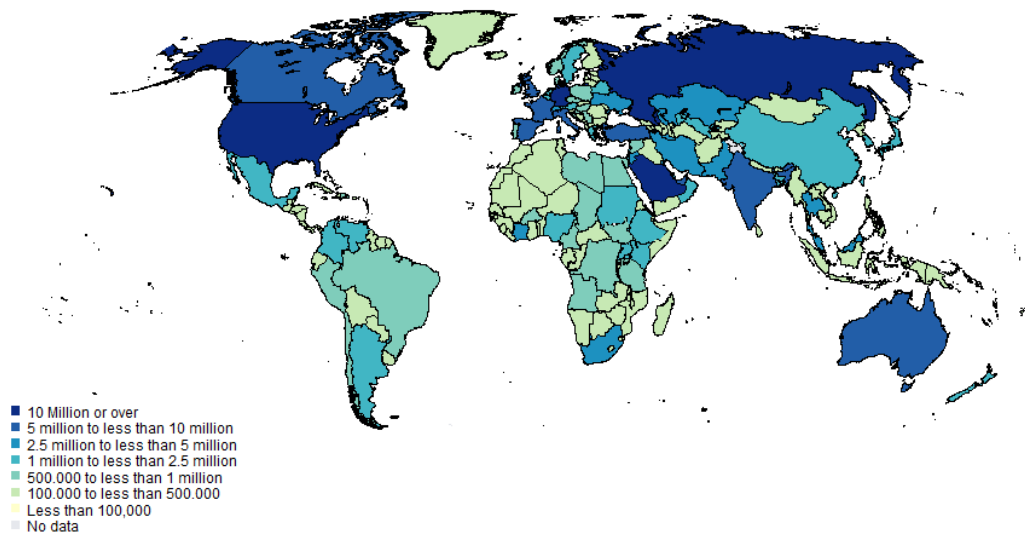 10 Million or over
5 million to less than 10 million
2.5 million to less than 5 million
1 million to less than 2.5 million
500.000 to less than 1 million
100.000 to less than 500.000
Less than 100,000
No data